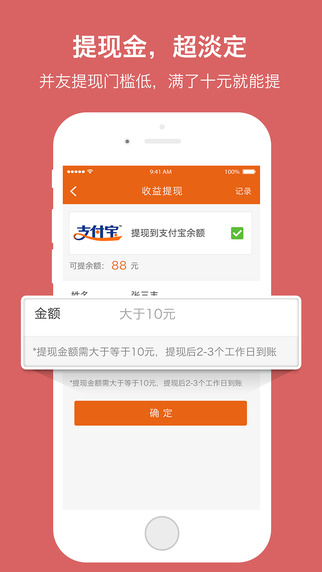 提现金，超淡定
并友提现门槛低，满了十元就能提
9:41 AM
100%
收益提现
记录
支付宝
提现到支付宝余额
可提余额： 88 元
金额
大于10元
*提现金额需大于等于10元，提现后2-3个工作日到账
*提现金额需大于等于10元，提现后2-3个工作日到账
确 定